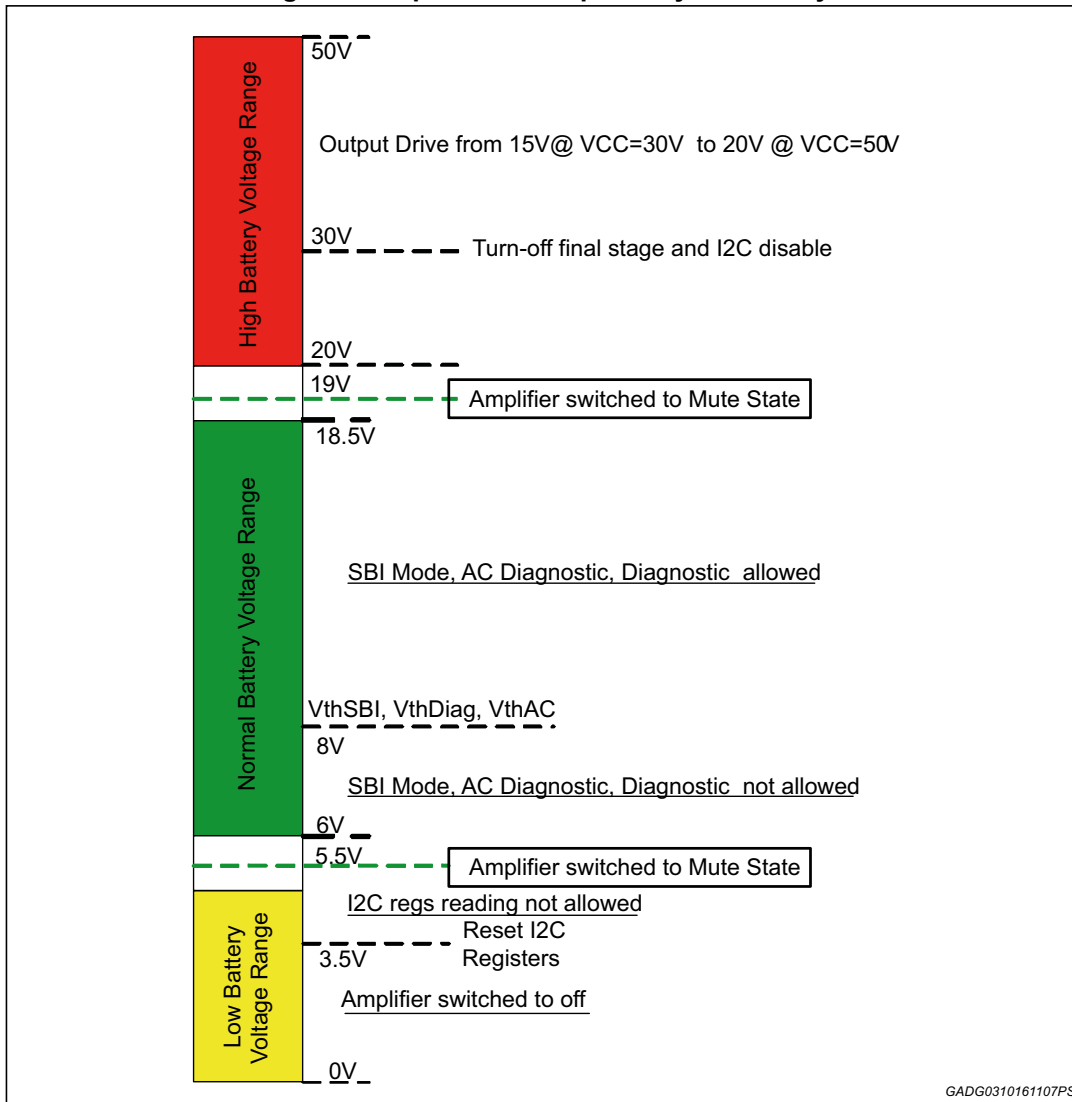 50V
High Battery Voltage Range
Output Drive from 15V@ VCC=30V to 20V @ VCC=50V
30V
Turn-off final stage and I2C disable
20V
19V
Amplifier switched to Mute State
18.5V
Normal Battery Voltage Range
SBI Mode, AC Diagnostic, Diagnostic allowed
VthSBI, VthDiag, VthAC
8V
SBI Mode, AC Diagnostic, Diagnostic not allowed
6V
5.5V
Amplifier switched to Mute State
I2C regs reading not allowed
Low Battery
Voltage Range
Reset I2C
Registers
3.5V
Amplifier switched to off
0V
GADG0310161107PS